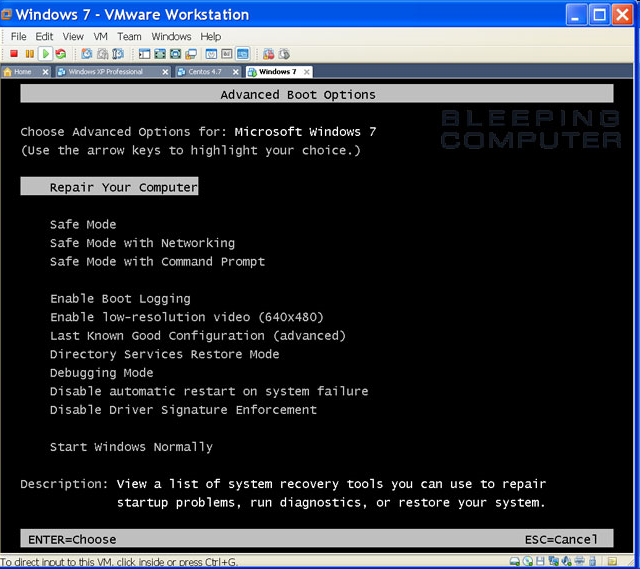 Windows 7 - VMware Workstation
File Edit View VM Team Windows Help
Home Windows XP Professional Centos 4.7 Windows 7
Advanced Boot Options
BLEEPING
COMPUTER
Choose Advanced Options for: Microsoft Windows 7
(Use the arrow keys to highlight your choice.)
Repair Your Computer
Safe Mode
Safe Mode with Networking
Safe Mode with Command Prompt
Enable Boot Logging
Enable low-resolution video (640x480)
Last Known Good Configuration (advanced)
Directory Services Restore Mode
Debugging Mode
Disable automatic restart on system failure
Disable Driver Signature Enforcement
Start Windows Normally
Description: View a list of system recovery tools you can use to repair
startup problems, run diagnostics, or restore your system.
ENTER=Choose ESC=Cancel
To direct input to this VM, click inside or press Ctrl+G.